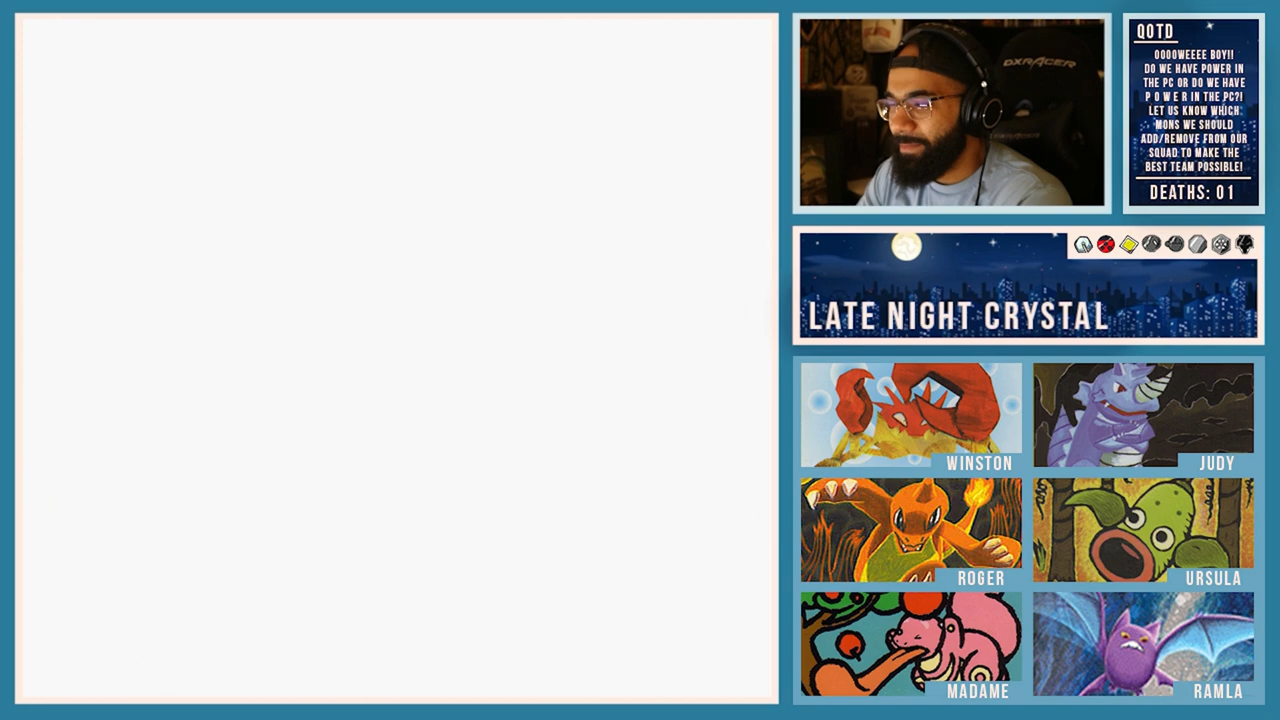 DXRACER
QOTD
OOOOWEEEE BOY!!
DO WE HAVE POWER IN
THE PC OR DO WE HAVE
P O W E R IN THE PC?!
LET US KNOW WHICH
MONS WE SHOULD
ADD/REMOVE FROM OUR
SQUAD TO MAKE THE
BEST TEAM POSSIBLE!
DEATHS: 01
LATE NIGHT CRYSTAL
WINSTON
JUDY
ROGER
URSULA
MADAME
RAMLA